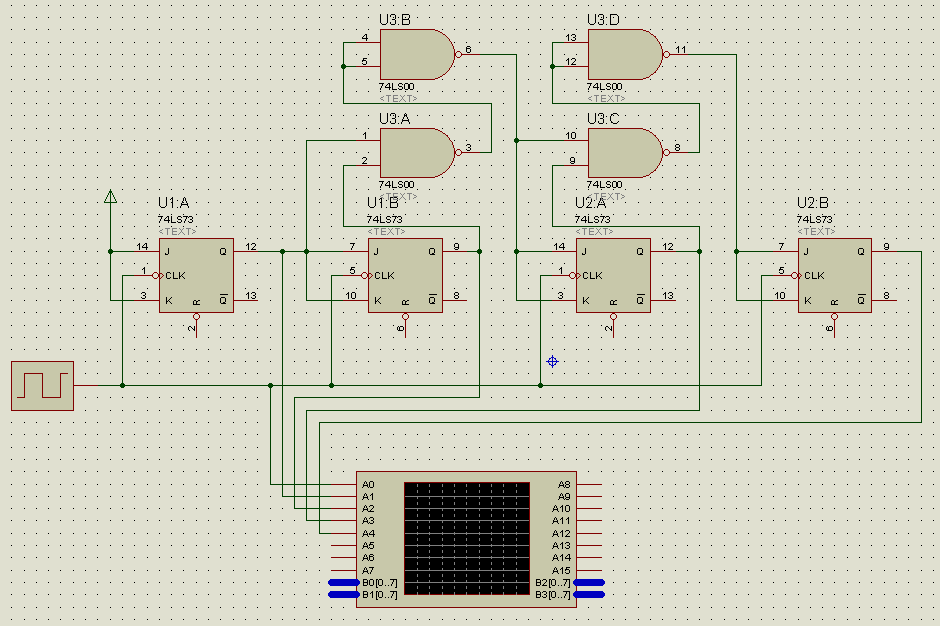 U3:B U3:D
4 6 13 11
5 12
74LS00 74LS00
<TEXT> <TEXT>
U3:A U3:C
1 3 10 8
2 9
74LS00 74LS00
<TEXT> <TEXT>
U1:A U1:B U2:A U2:B
74LS73 74LS73 74LS73 74LS73
<TEXT> <TEXT> <TEXT> <TEXT>
14 J Q 12 7 J Q 9 14 J Q 12 7 J Q 9
1 CLK 5 CLK 1 CLK 5 CLK
3 K R Q 13 10 K R Q 8 3 K R Q 13 10 K R Q 8
2 6 2 6
A0 A8
A1 A9
A2 A10
A3 A11
A4 A12
A5 A13
A6 A14
A7 A15
B0[0..7] B2[0..7]
B1[0..7] B3[0..7]